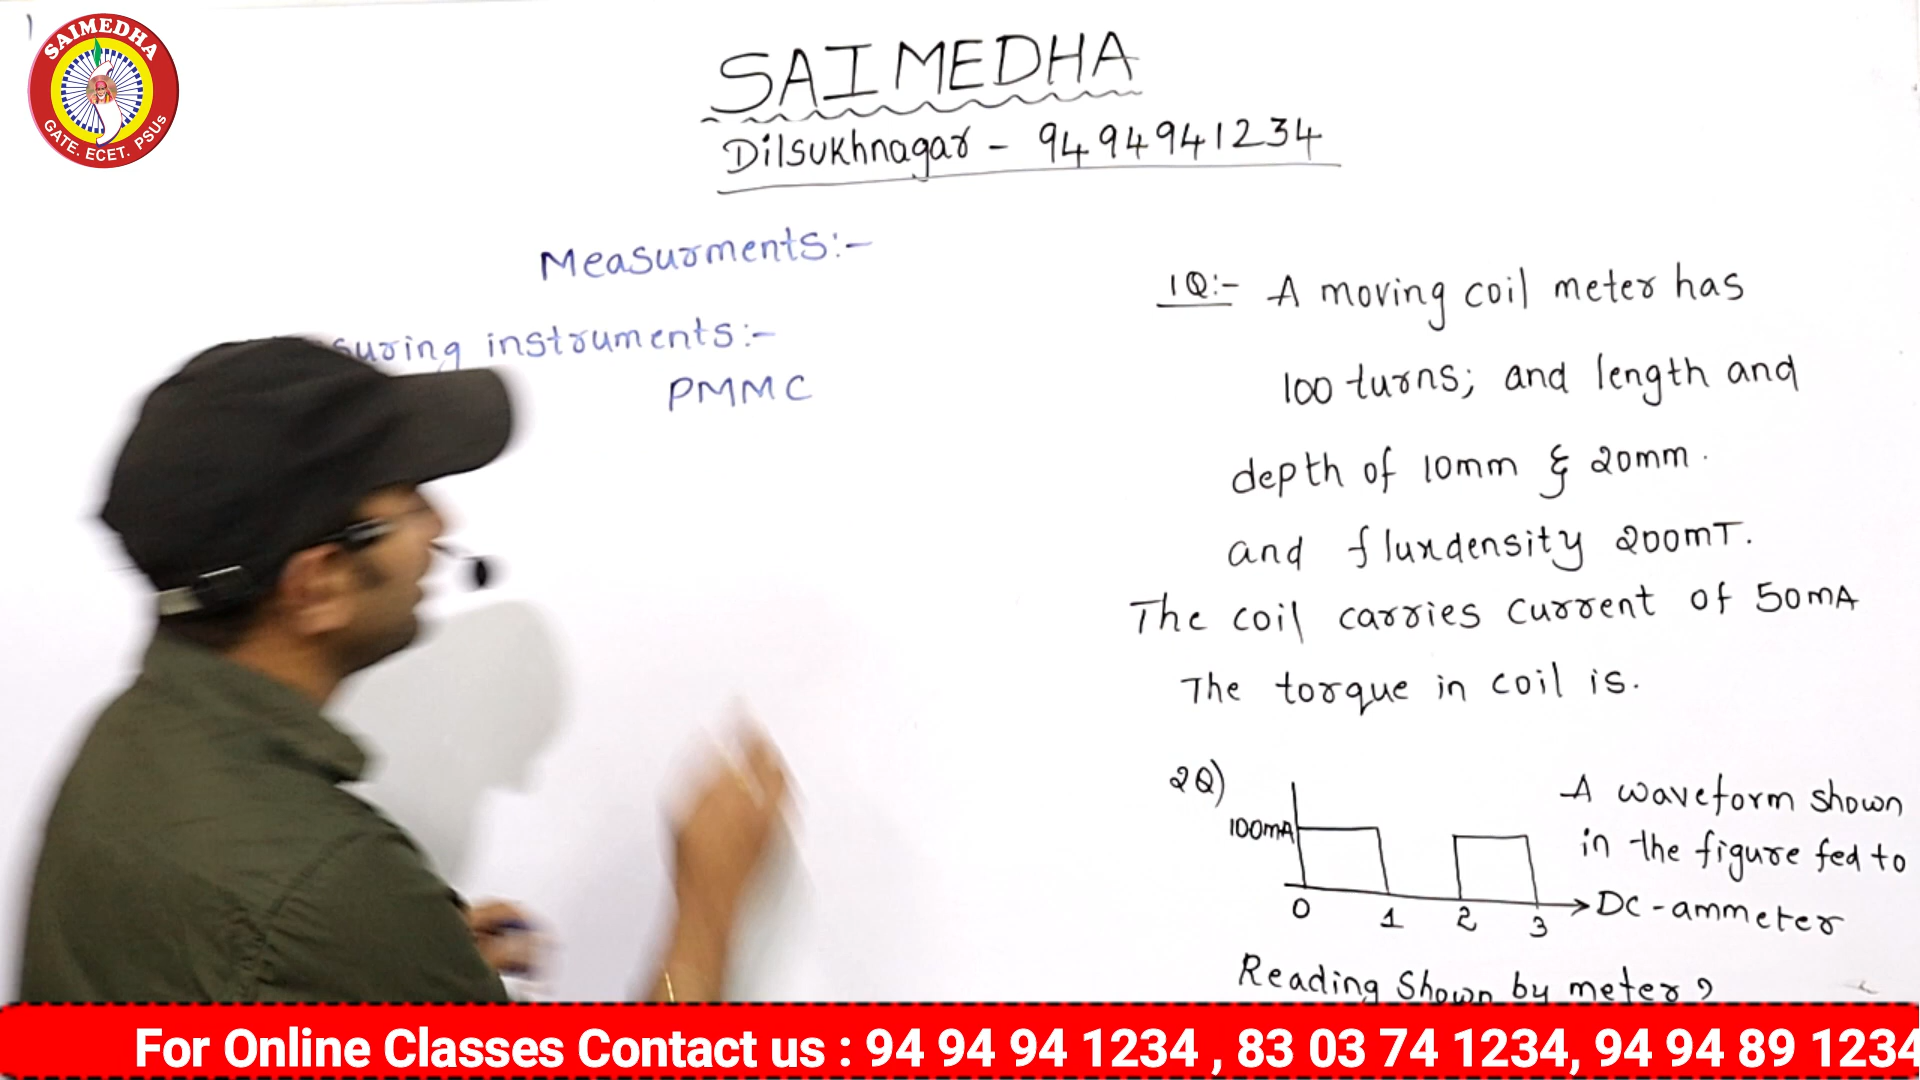 SAIMEDHA
GATE. ECET. PSUs
SAIMEDHA
Dilsukhnagar - 9494941234
Measurments:-
suring instruments:-
PMMC
1Q:- A moving coil meter has
100 turns; and length and
depth of 10mm & 20mm.
and fluxdensity 200mT.
The coil carries current of 50mA
The torque in coil is.
2Q)
100mA
0 1 2 3
A waveform shown
in the figure fed to
DC-ammeter
Reading shown by meter?
For Online Classes Contact us : 94 94 94 1234 , 83 03 74 1234, 94 94 89 1234